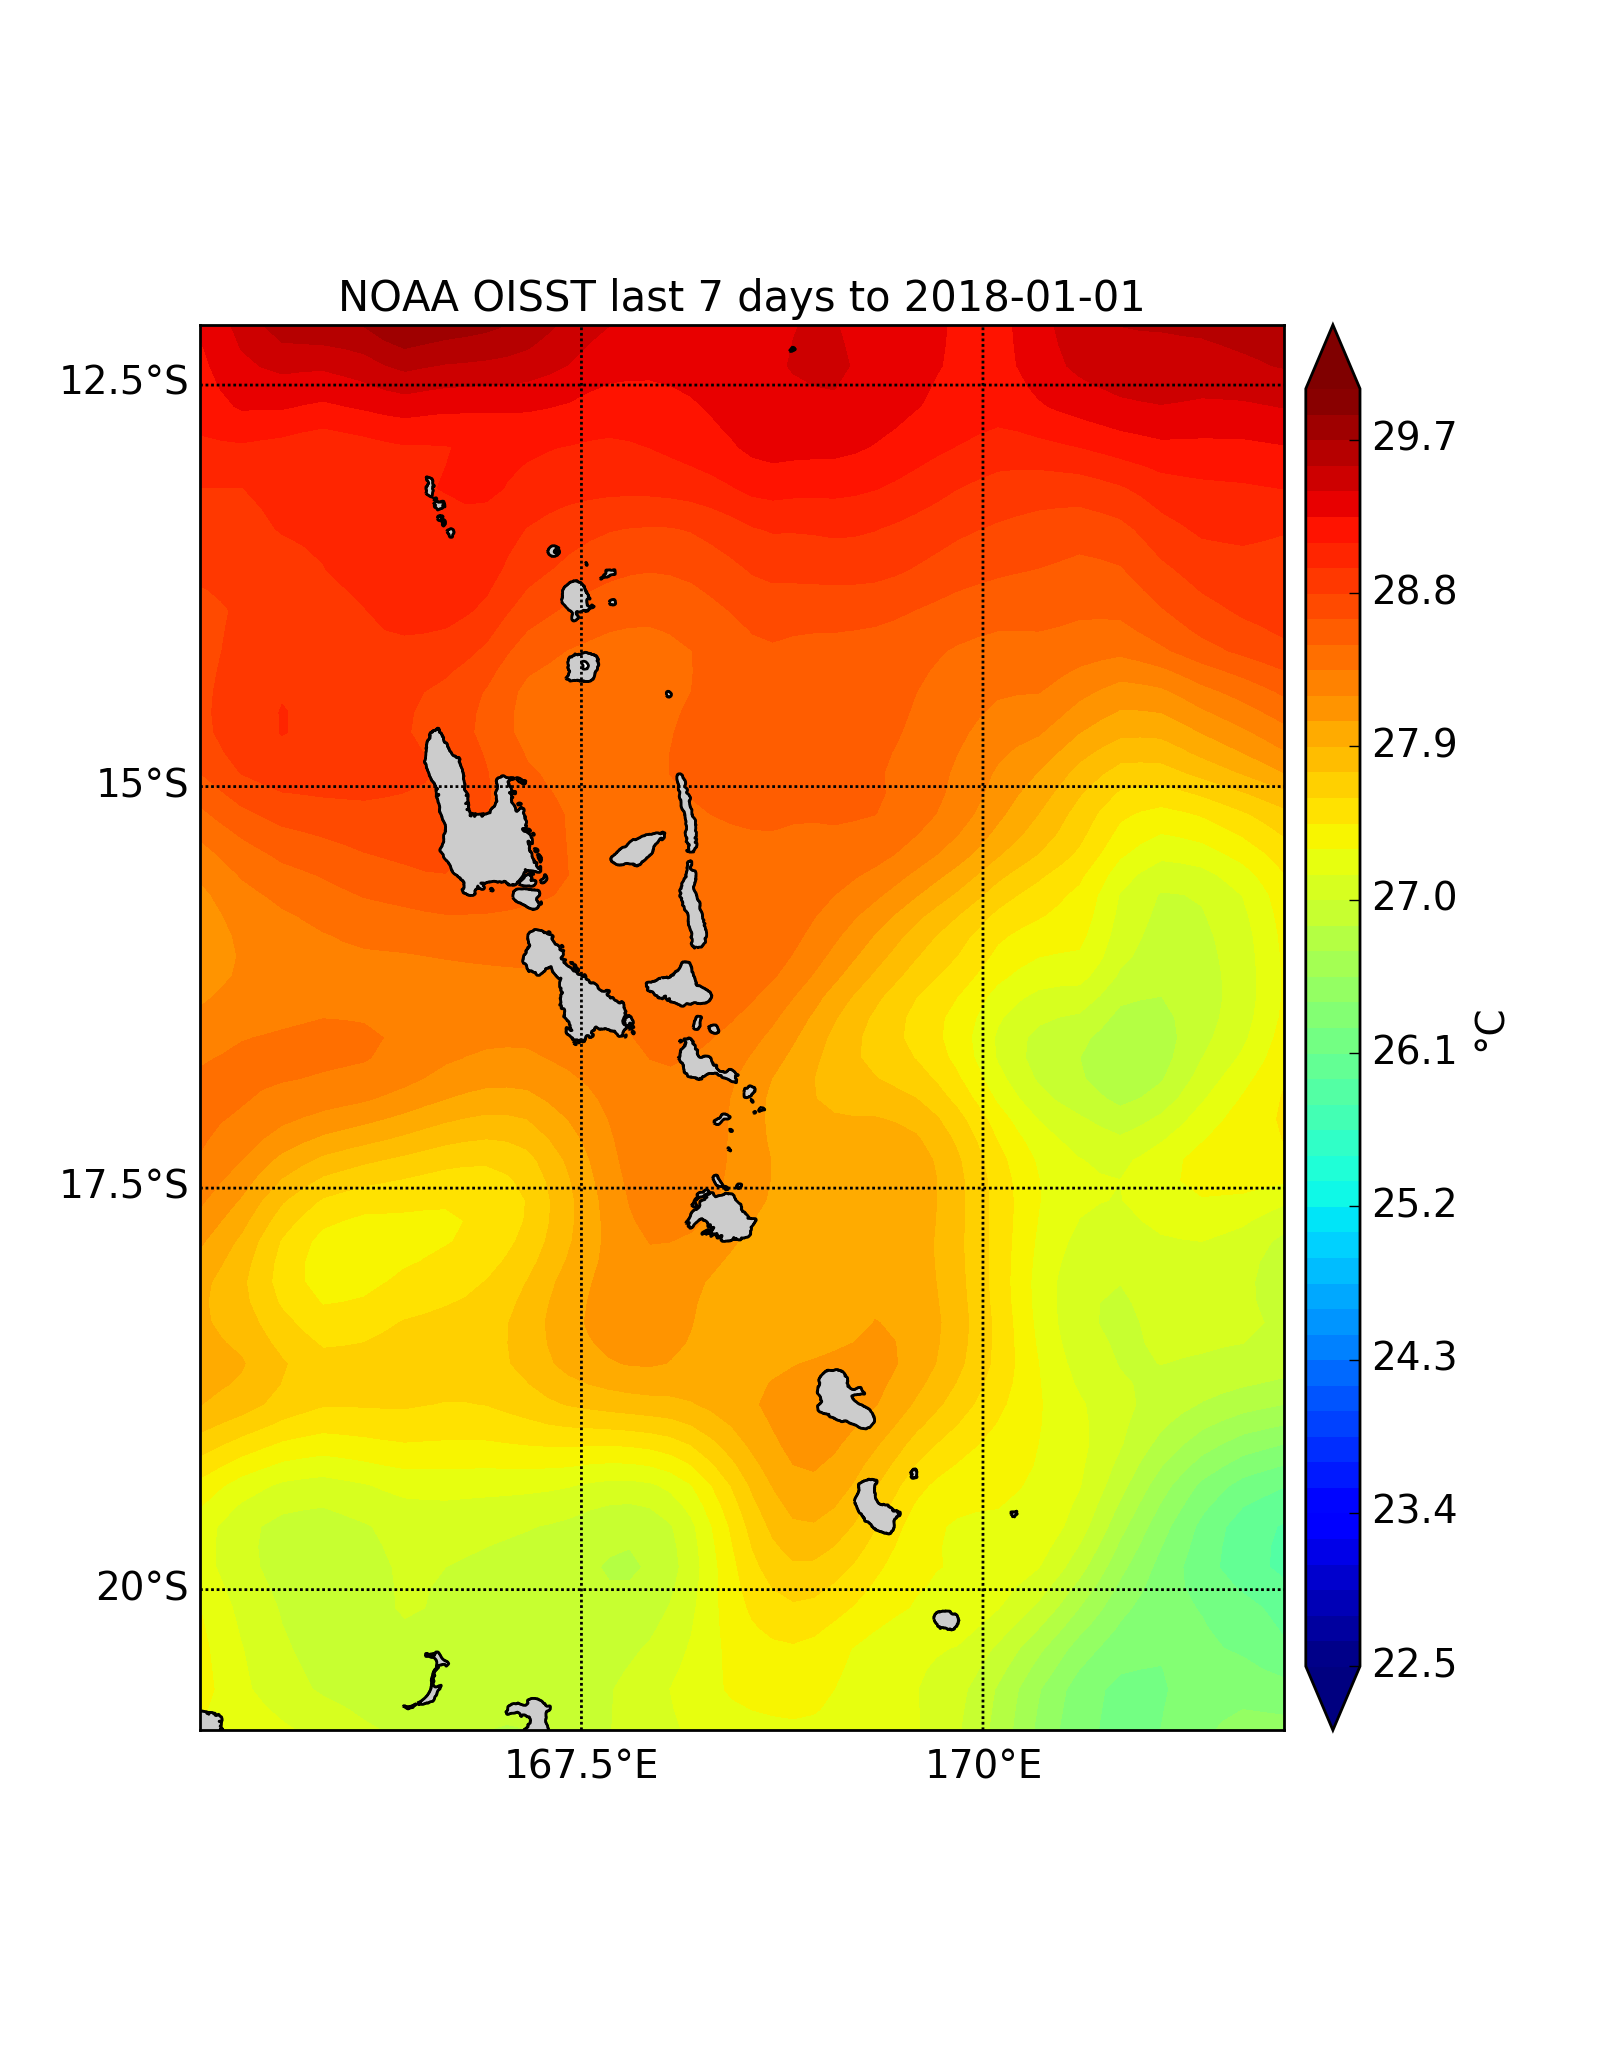 NOAA OISST last 7 days to 2018-01-01
12.5°S
15°S
17.5°S
20°S
167.5°E
170°E
29.7
28.8
27.9
27.0
26.1
25.2
24.3
23.4
22.5
°C